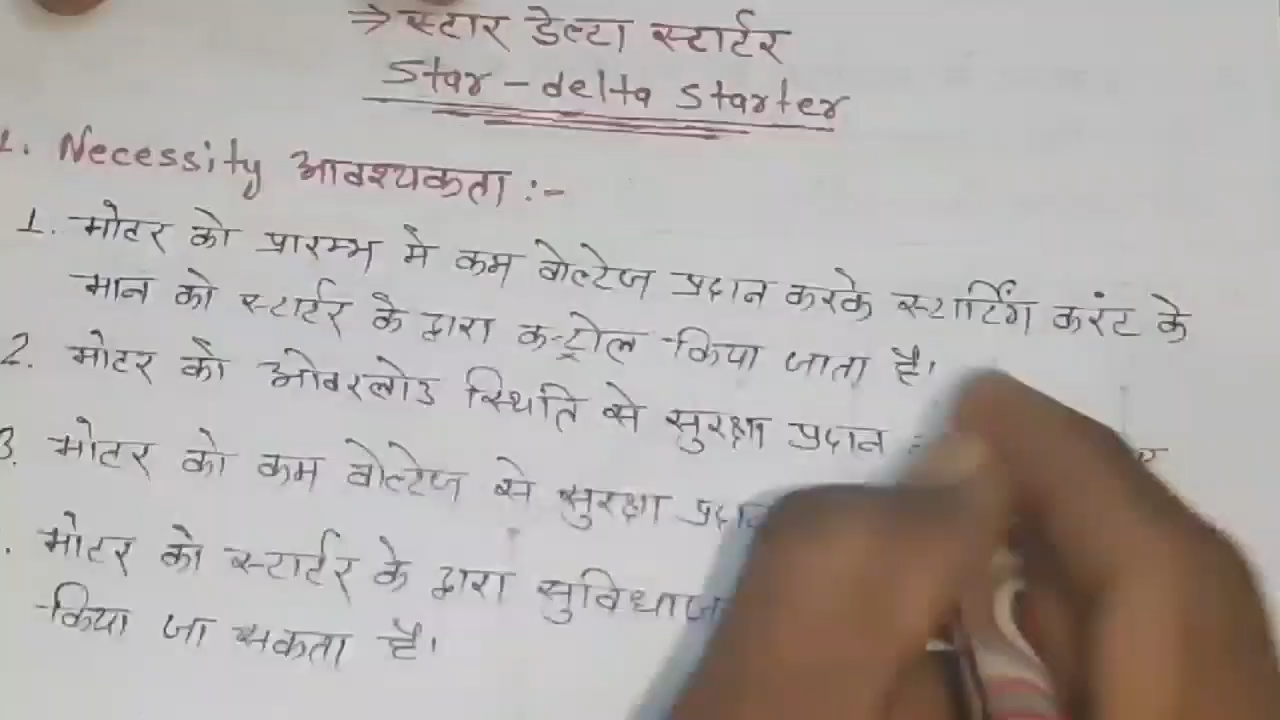 ⇒ स्टार डेल्टा स्टार्टर
Star-delta starter
1. Necessity आवश्यकता :-
1. मोटर को प्रारम्भ मे कम वोल्टेज प्रदान करके स्टार्टिंग करंट के
मान को स्टार्टर के द्वारा कन्ट्रोल किया जाता है।
2. मोटर को ओवरलोड स्थिति से सुरक्षा प्रदान
3. मोटर को कम वोल्टेज से सुरक्षा
. मोटर को स्टार्टर के द्वारा
किया जा सकता है।